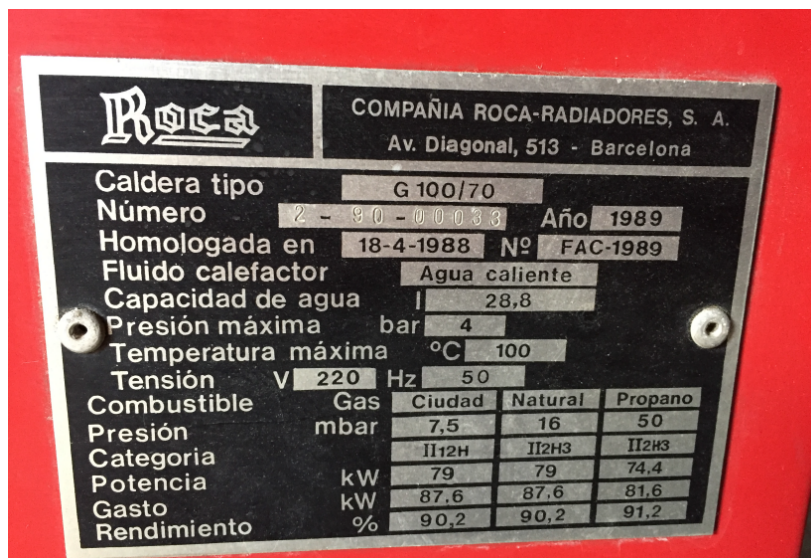 Roca
COMPAÑIA ROCA-RADIADORES, S. A.
Av. Diagonal, 513 - Barcelona
Caldera tipo G 100/70
Número 2-90-00033 Año 1989
Homologada en 18-4-1988 Nº FAC-1989
Fluido calefactor Agua caliente
Capacidad de agua l 28,8
Presión máxima bar 4
Temperatura máxima ºC 100
Tensión V 220 Hz 50
Combustible Gas Ciudad Natural Propano
Presión mbar 7,5 16 50
Categoria II12H II2H3 II2H3
Potencia kW 79 79 74.4
Gasto kW 87,6 87,6 81,6
Rendimiento % 90,2 90,2 91,2